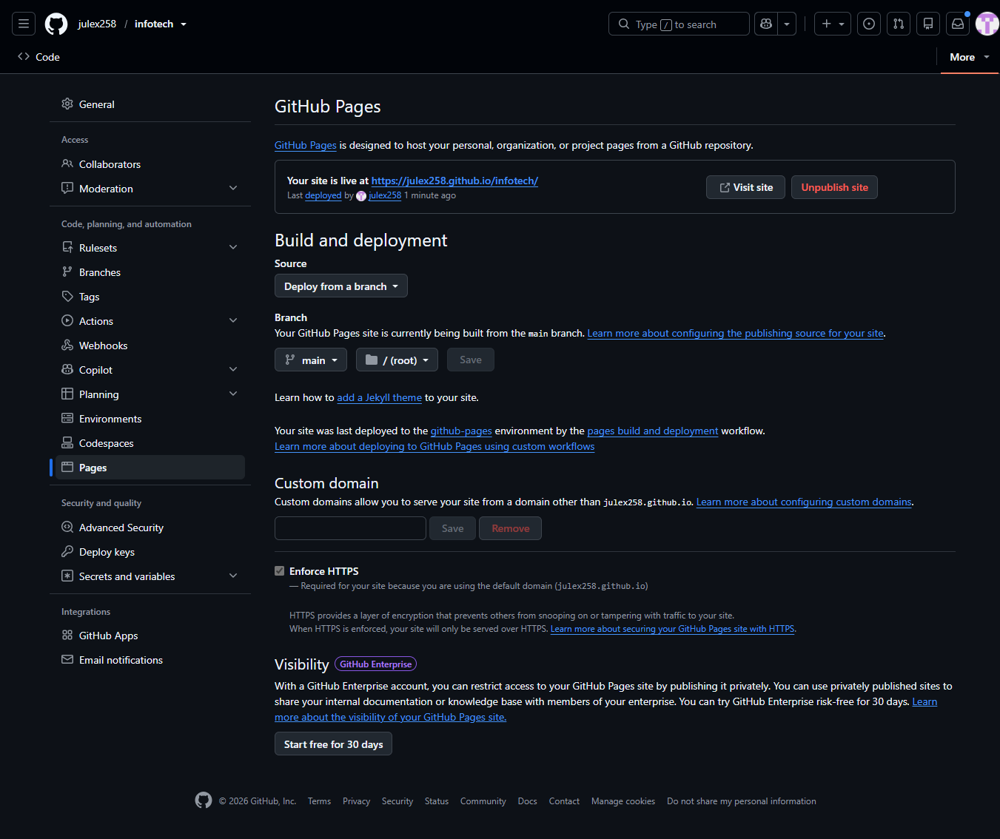 julex258 / infotech
Type / to search
Code
More
General
Access
Collaborators
Moderation
Code, planning, and automation
Rulesets
Branches
Tags
Actions
Webhooks
Copilot
Planning
Environments
Codespaces
Pages
Security and quality
Advanced Security
Deploy keys
Secrets and variables
Integrations
GitHub Apps
Email notifications
GitHub Pages
GitHub Pages is designed to host your personal, organization, or project pages from a GitHub repository.
Your site is live at https://julex258.github.io/infotech/
Last deployed by julex258 1 minute ago
Visit site
Unpublish site
Build and deployment
Source
Deploy from a branch
Branch
Your GitHub Pages site is currently being built from the main branch. Learn more about configuring the publishing source for your site.
main
/ (root)
Save
Learn how to add a Jekyll theme to your site.
Your site was last deployed to the github-pages environment by the pages build and deployment workflow.
Learn more about deploying to GitHub Pages using custom workflows
Custom domain
Custom domains allow you to serve your site from a domain other than julex258.github.io. Learn more about configuring custom domains.
Save
Remove
Enforce HTTPS
— Required for your site because you are using the default domain (julex258.github.io)
HTTPS provides a layer of encryption that prevents others from snooping on or tampering with traffic to your site.
When HTTPS is enforced, your site will only be served over HTTPS. Learn more about securing your GitHub Pages site with HTTPS.
Visibility GitHub Enterprise
With a GitHub Enterprise account, you can restrict access to your GitHub Pages site by publishing it privately. You can use privately published sites to
share your internal documentation or knowledge base with members of your enterprise. You can try GitHub Enterprise risk-free for 30 days. Learn
more about the visibility of your GitHub Pages site.
Start free for 30 days
© 2026 GitHub, Inc. Terms Privacy Security Status Community Docs Contact Manage cookies Do not share my personal information